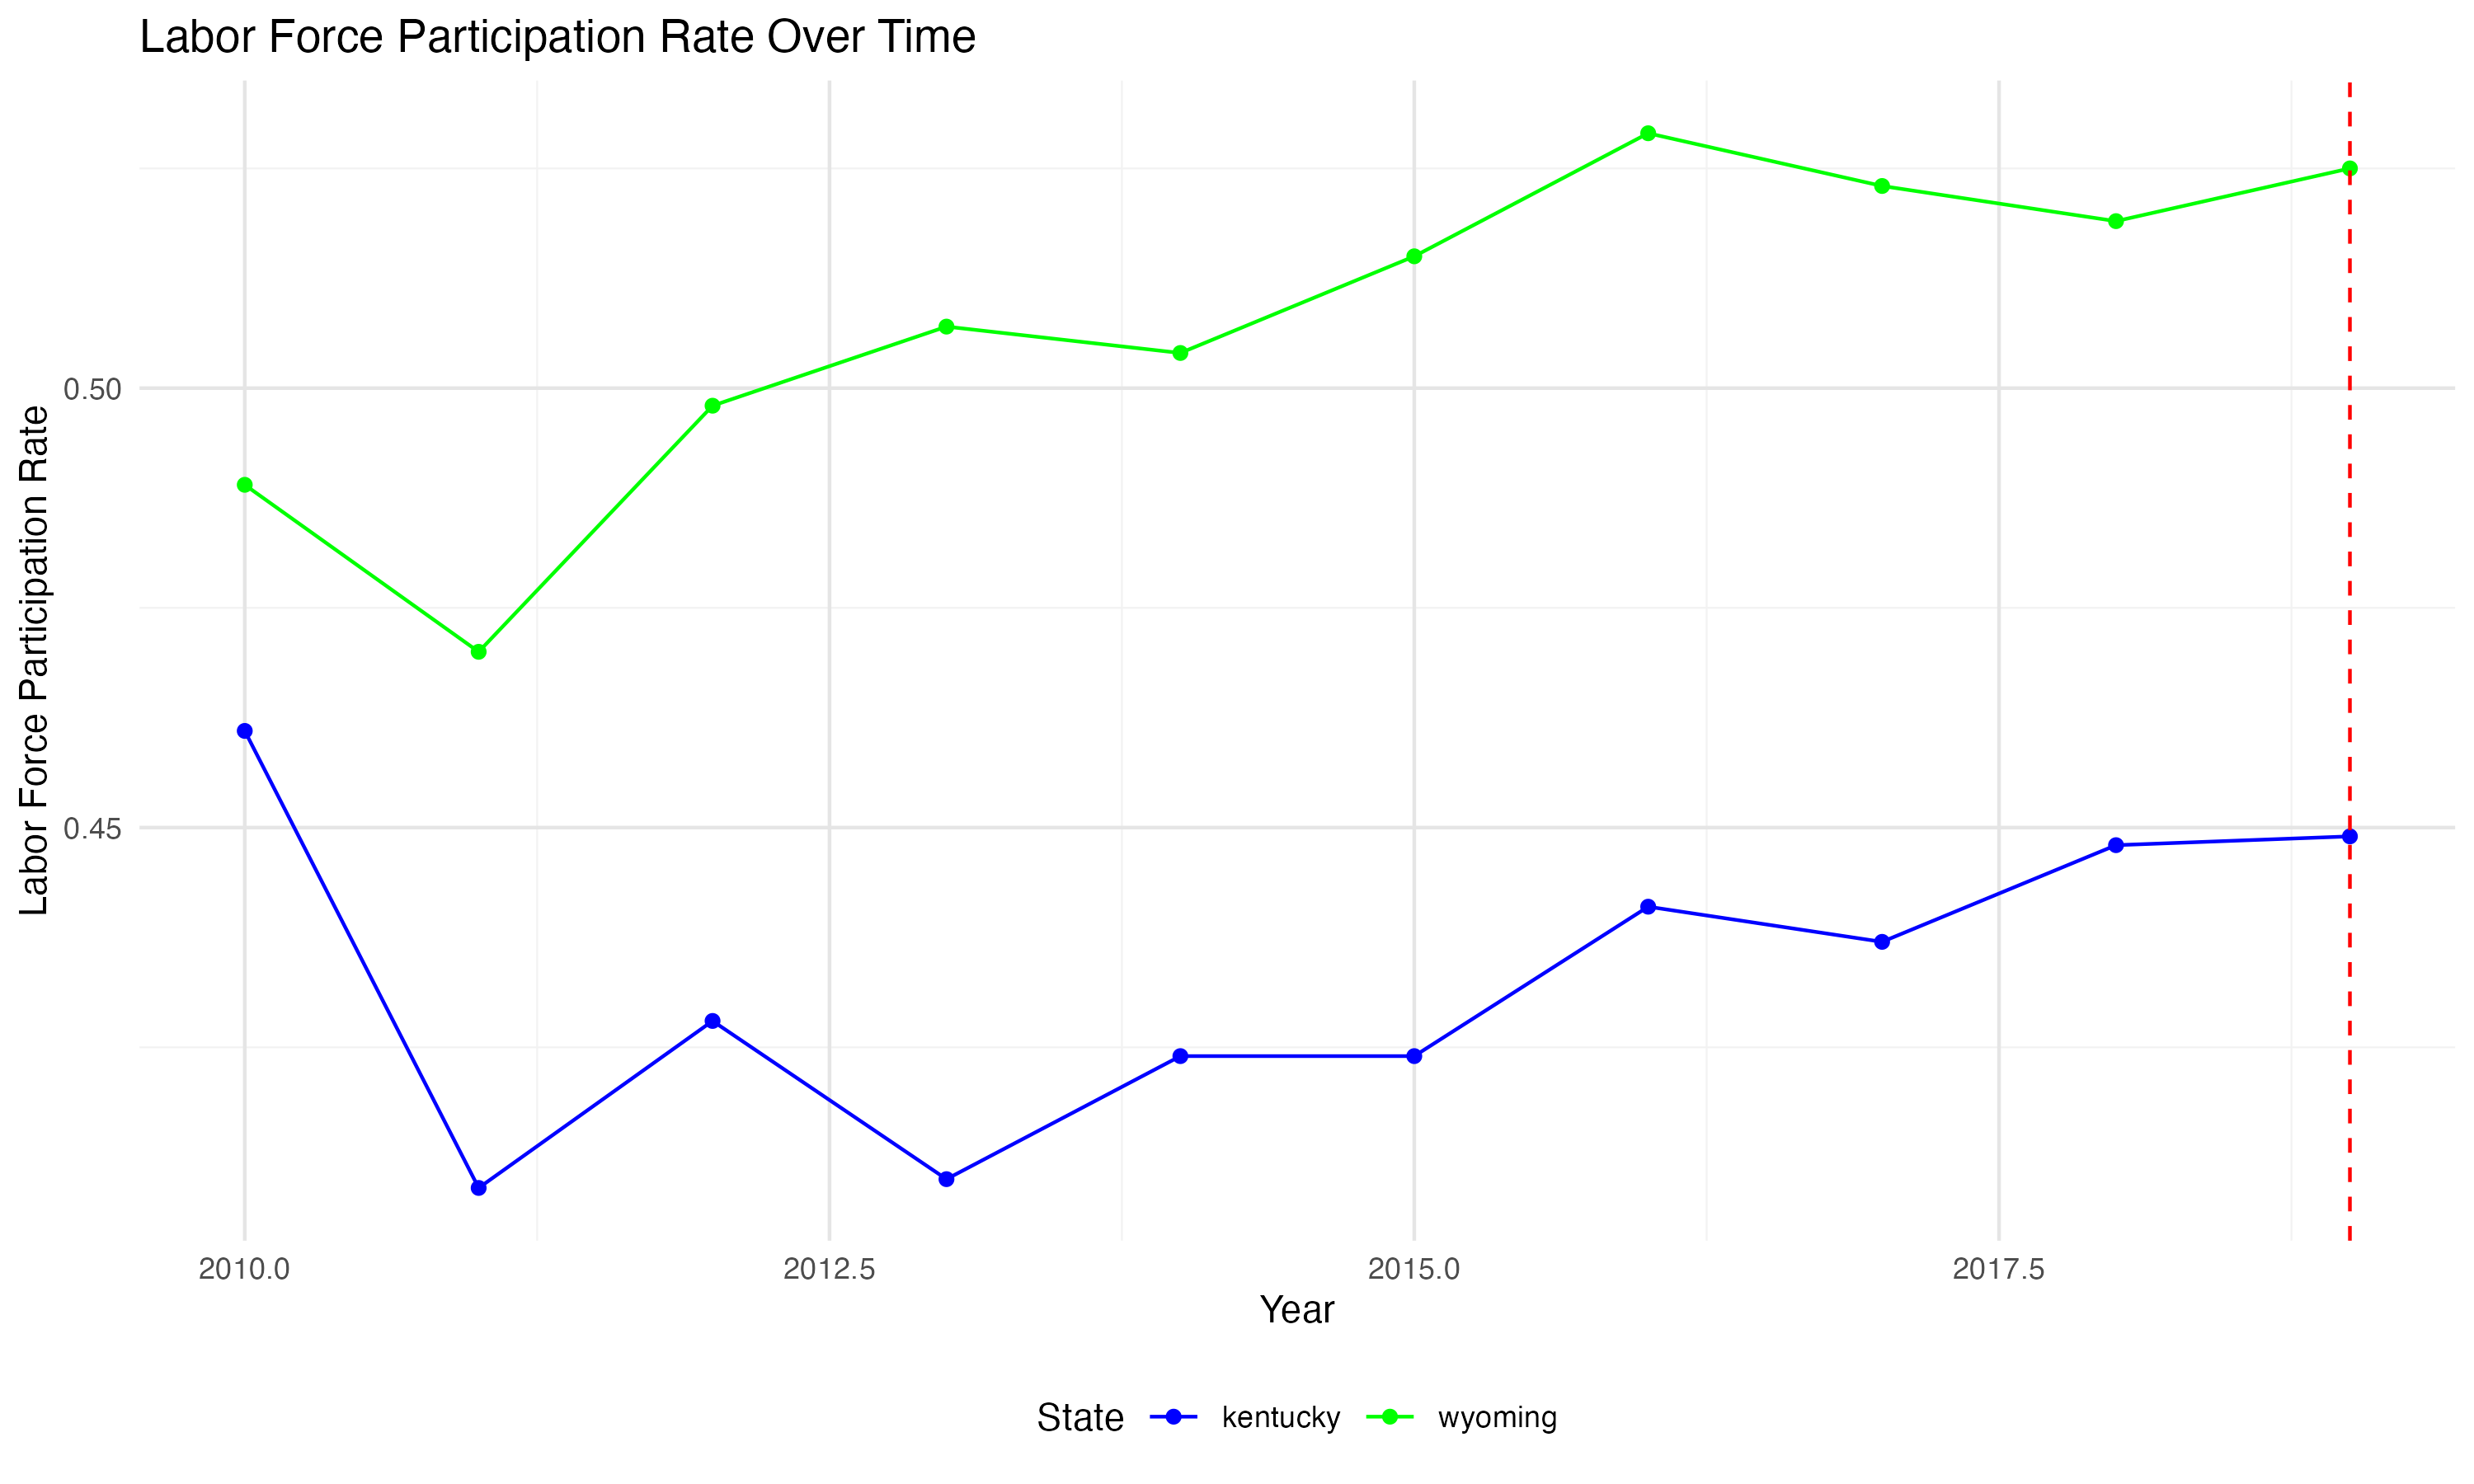 Labor Force Participation Rate Over Time
Labor Force Participation Rate
0.50
0.45
2010.0 2012.5 2015.0 2017.5
Year
State kentucky wyoming